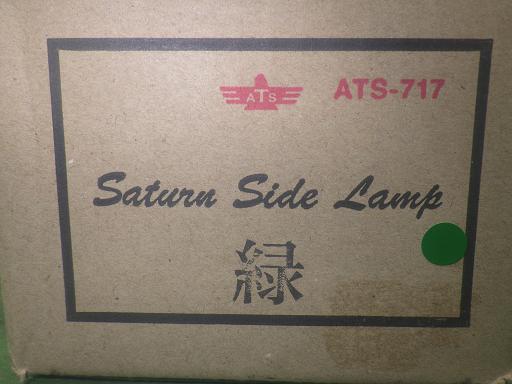 ATS ATS-717
Saturn Side Lamp
緑